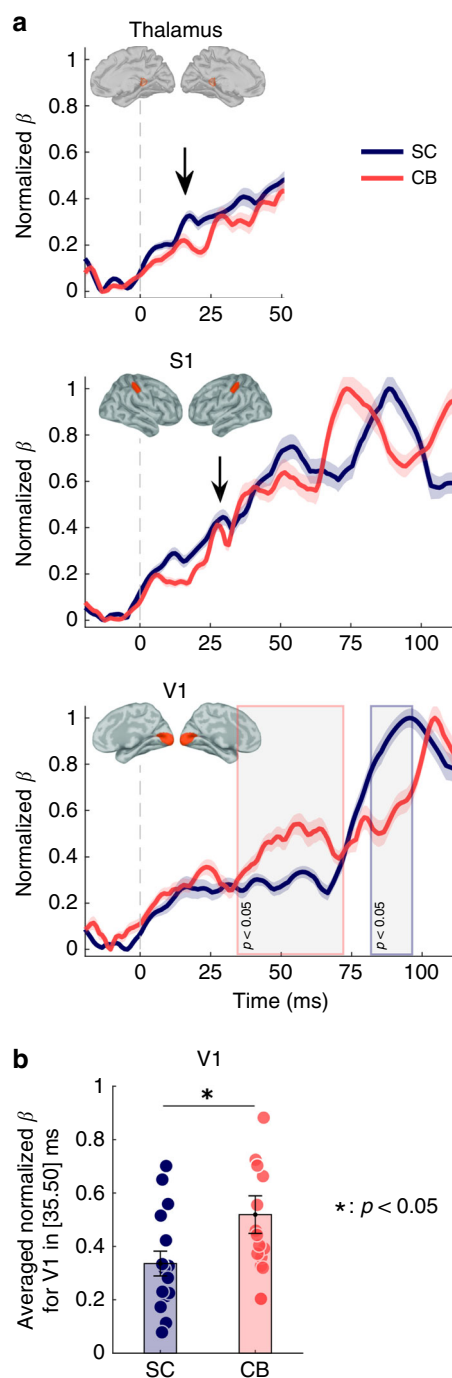 a
Thalamus
1
0.8
0.6
0.4
0.2
0
Normalized β
0 25 50
SC
CB
S1
1
0.8
0.6
0.4
0.2
0
Normalized β
0 25 50 75 100
V1
1
0.8
0.6
0.4
0.2
0
Normalized β
p < 0.05
p < 0.05
0 25 50 75 100
Time (ms)
b
V1
1
0.8
0.6
0.4
0.2
0
Averaged normalized β
for V1 in [35.50] ms
*
*: p < 0.05
SC CB